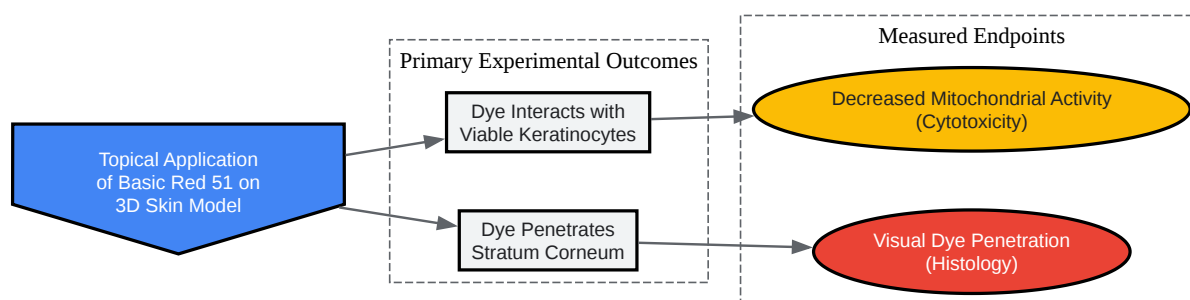 Measured Endpoints
Primary Experimental Outcomes
Topical Application
of Basic Red 51 on
3D Skin Model
Dye Interacts with
Viable Keratinocytes
Decreased Mitochondrial Activity
(Cytotoxicity)
Dye Penetrates
Stratum Corneum
Visual Dye Penetration
(Histology)